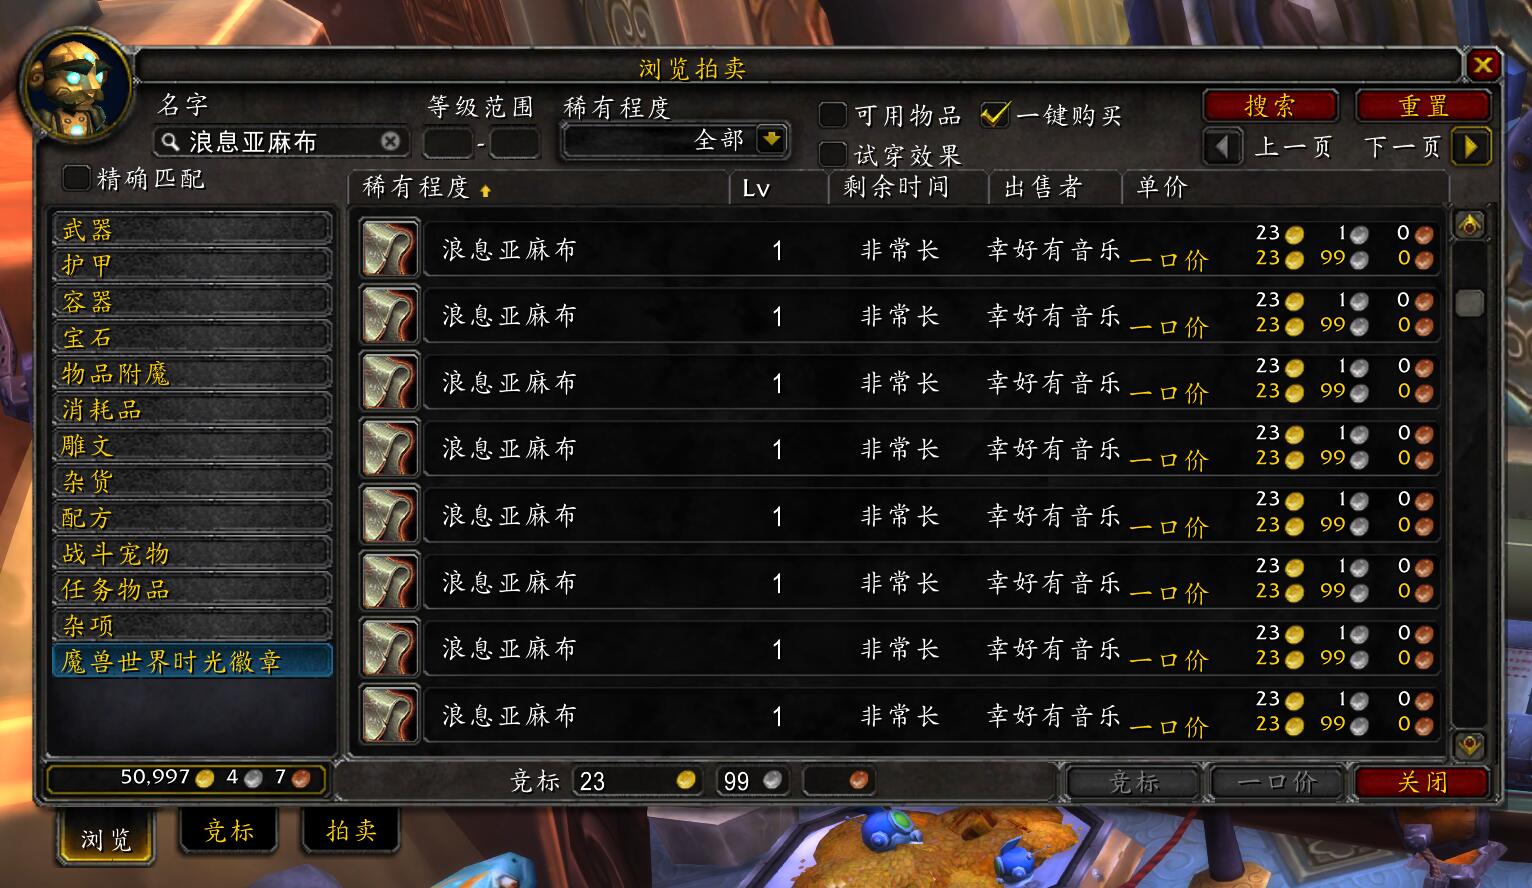 浏览拍卖
名字 等级范围 稀有程度
浪息亚麻布 - 全部
可用物品 一键购买
试穿效果
搜索 重置
上一页 下一页
精确匹配
稀有程度 Lv 剩余时间 出售者 单价
武器
护甲
容器
宝石
物品附魔
消耗品
雕文
杂货
配方
战斗宠物
任务物品
杂项
魔兽世界时光徽章
浪息亚麻布 1 非常长 幸好有音乐 23 1 0
一口价 23 99 0
浪息亚麻布 1 非常长 幸好有音乐 23 1 0
一口价 23 99 0
浪息亚麻布 1 非常长 幸好有音乐 23 1 0
一口价 23 99 0
浪息亚麻布 1 非常长 幸好有音乐 23 1 0
一口价 23 99 0
浪息亚麻布 1 非常长 幸好有音乐 23 1 0
一口价 23 99 0
浪息亚麻布 1 非常长 幸好有音乐 23 1 0
一口价 23 99 0
浪息亚麻布 1 非常长 幸好有音乐 23 1 0
一口价 23 99 0
浪息亚麻布 1 非常长 幸好有音乐 23 1 0
一口价 23 99 0
50,997 4 7
竞标 23 99
竞标 一口价 关闭
浏览 竞标 拍卖